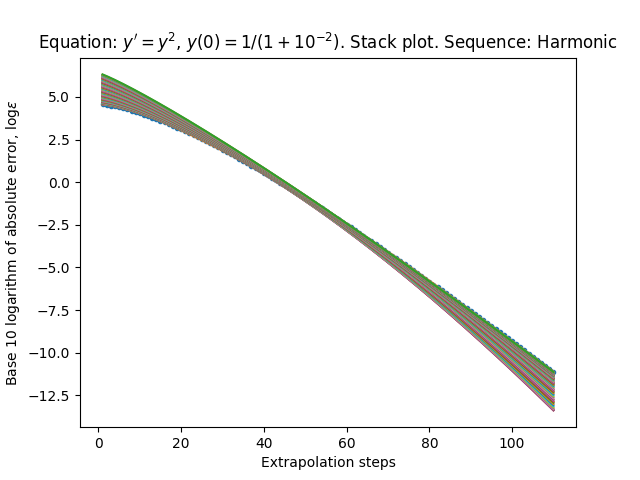 Equation: y′ = y², y(0) = 1/(1 + 10⁻²). Stack plot. Sequence: Harmonic
Base 10 logarithm of absolute error, logε
5.0
2.5
0.0
−2.5
−5.0
−7.5
−10.0
−12.5
0 20 40 60 80 100
Extrapolation steps